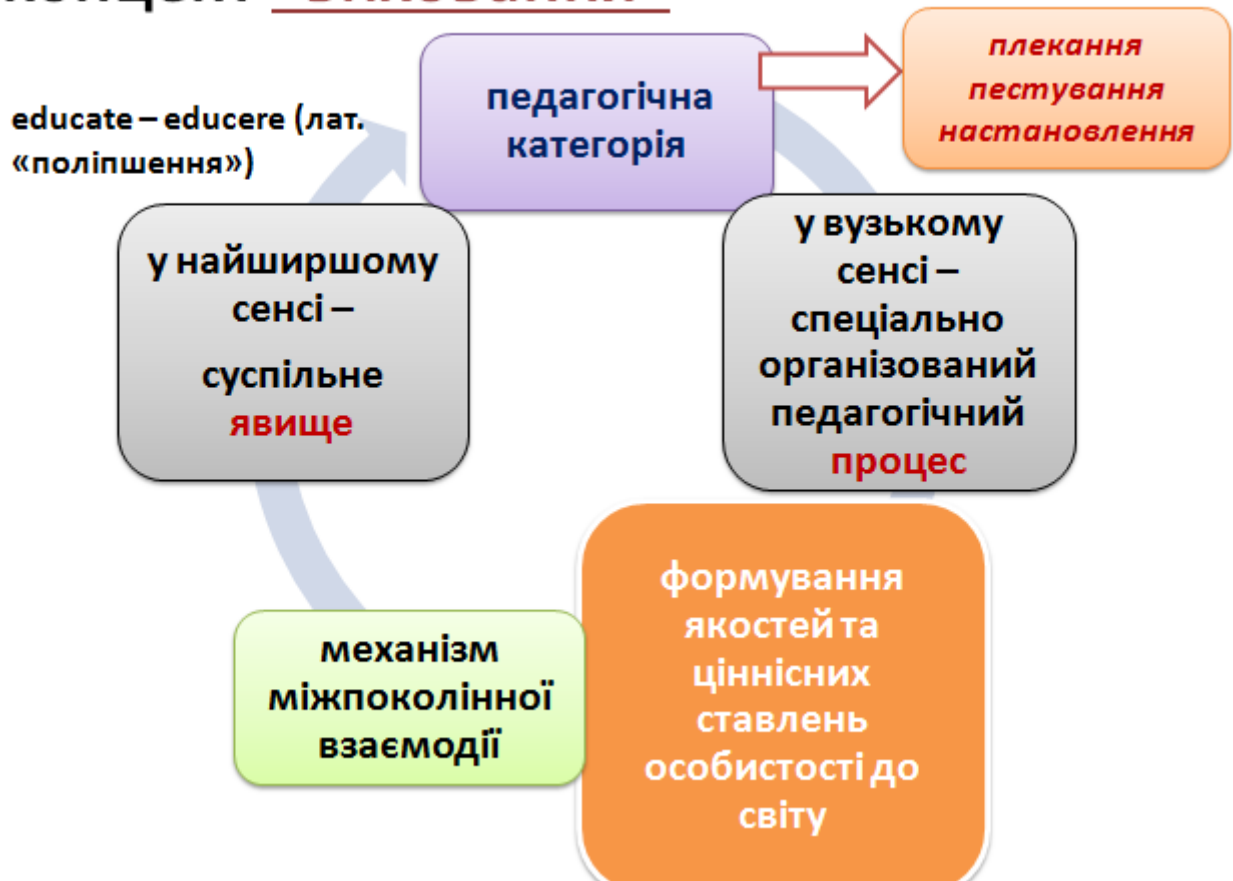 педагогічна
категорія
плекання
пестування
настановлення
educate – educere (лат.
«поліпшення»)
у найширшому
сенсі –
суспільне
явище
у вузькому
сенсі –
спеціально
організований
педагогічний
процес
механізм
міжпоколінної
взаємодії
формування
якостей та
ціннісних
ставлень
особистості до
світу